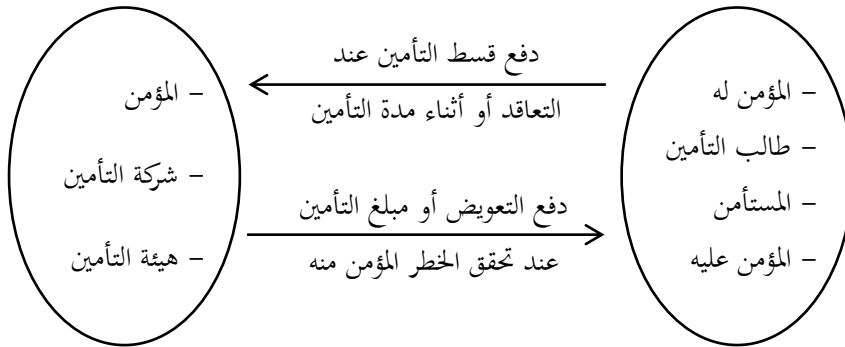 – المؤمن له
– طالب التأمين
– المستأمن
– المؤمن عليه
دفع قسط التأمين عند
التعاقد أو أثناء مدة التأمين
دفع التعويض أو مبلغ التأمين
عند تحقق الخطر المؤمن منه
– المؤمن
– شركة التأمين
– هيئة التأمين